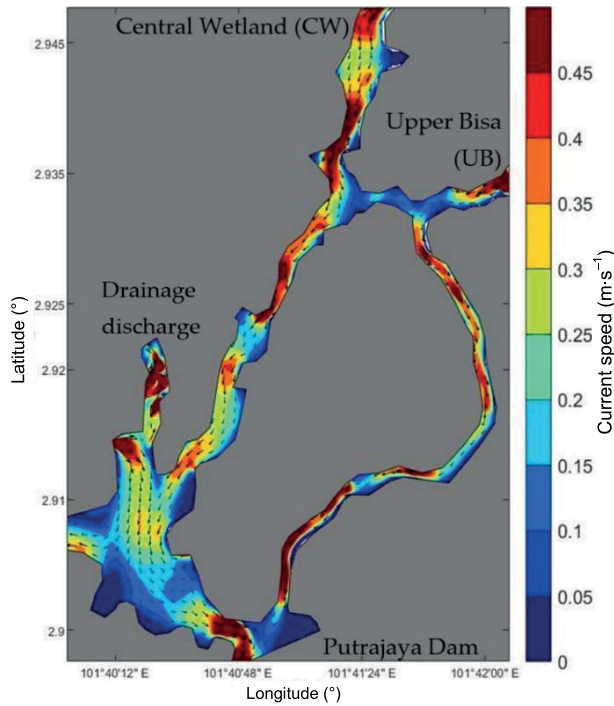 Central Wetland (CW)
Upper Bisa
(UB)
Drainage
discharge
Putrajaya Dam
Latitude (°)
2.945
2.935
2.925
2.92
2.91
2.9
101°40'12" E
101°40'48" E
101°41'24" E
101°42'00" E
Longitude (°)
0.45
0.4
0.35
0.3
0.25
0.2
0.15
0.1
0.05
0
Current speed (m·s⁻¹)